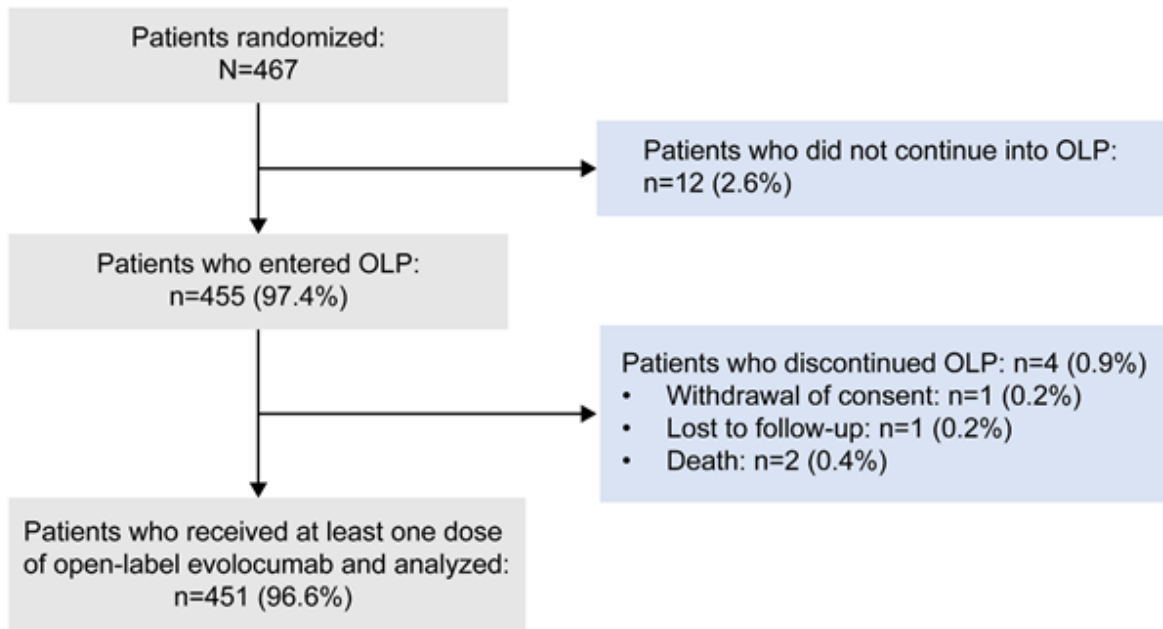 Patients randomized:
N=467
Patients who did not continue into OLP:
n=12 (2.6%)
Patients who entered OLP:
n=455 (97.4%)
Patients who discontinued OLP: n=4 (0.9%)
• Withdrawal of consent: n=1 (0.2%)
• Lost to follow-up: n=1 (0.2%)
• Death: n=2 (0.4%)
Patients who received at least one dose
of open-label evolocumab and analyzed:
n=451 (96.6%)